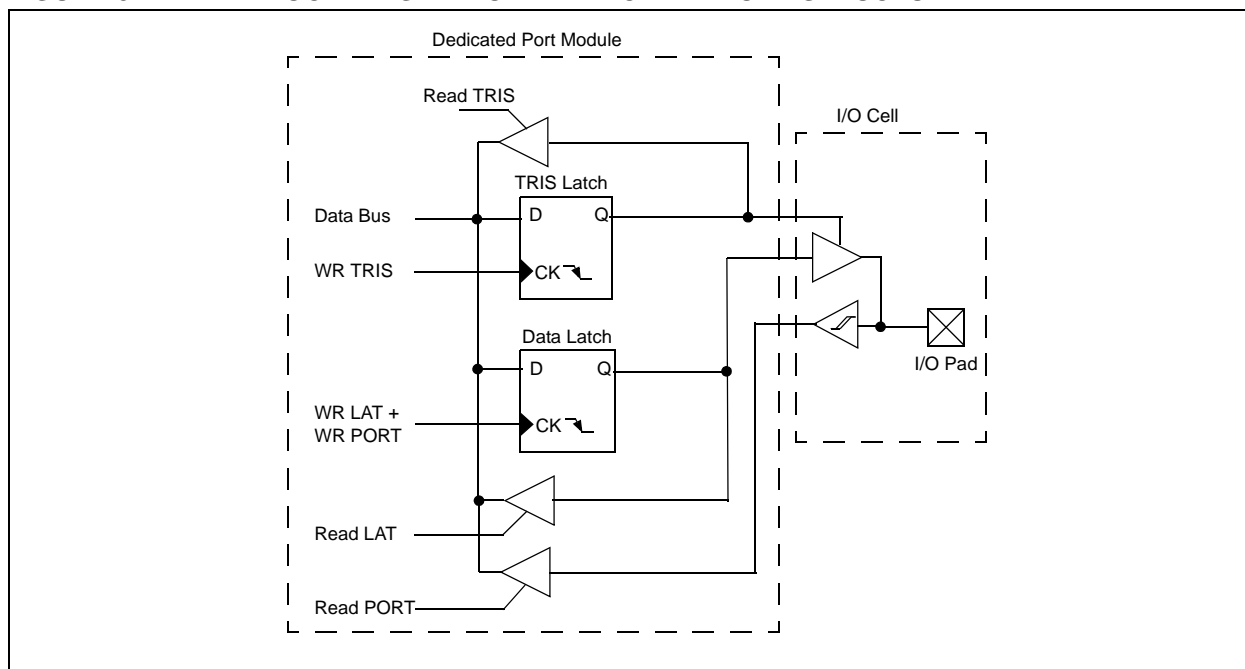 Dedicated Port Module
Read TRIS
I/O Cell
TRIS Latch
Data Bus
D
Q
WR TRIS
CK
Data Latch
I/O Pad
D
Q
WR LAT +
WR PORT
CK
Read LAT
Read PORT